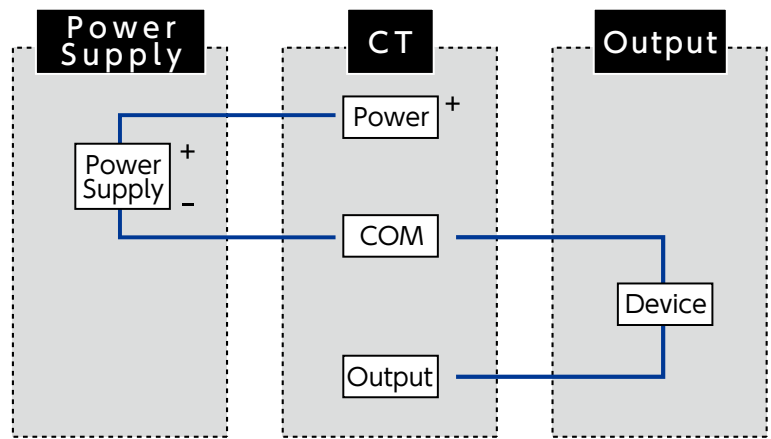 Power
Supply
CT
Output
Power +
Power
Supply
+
–
COM
Device
Output